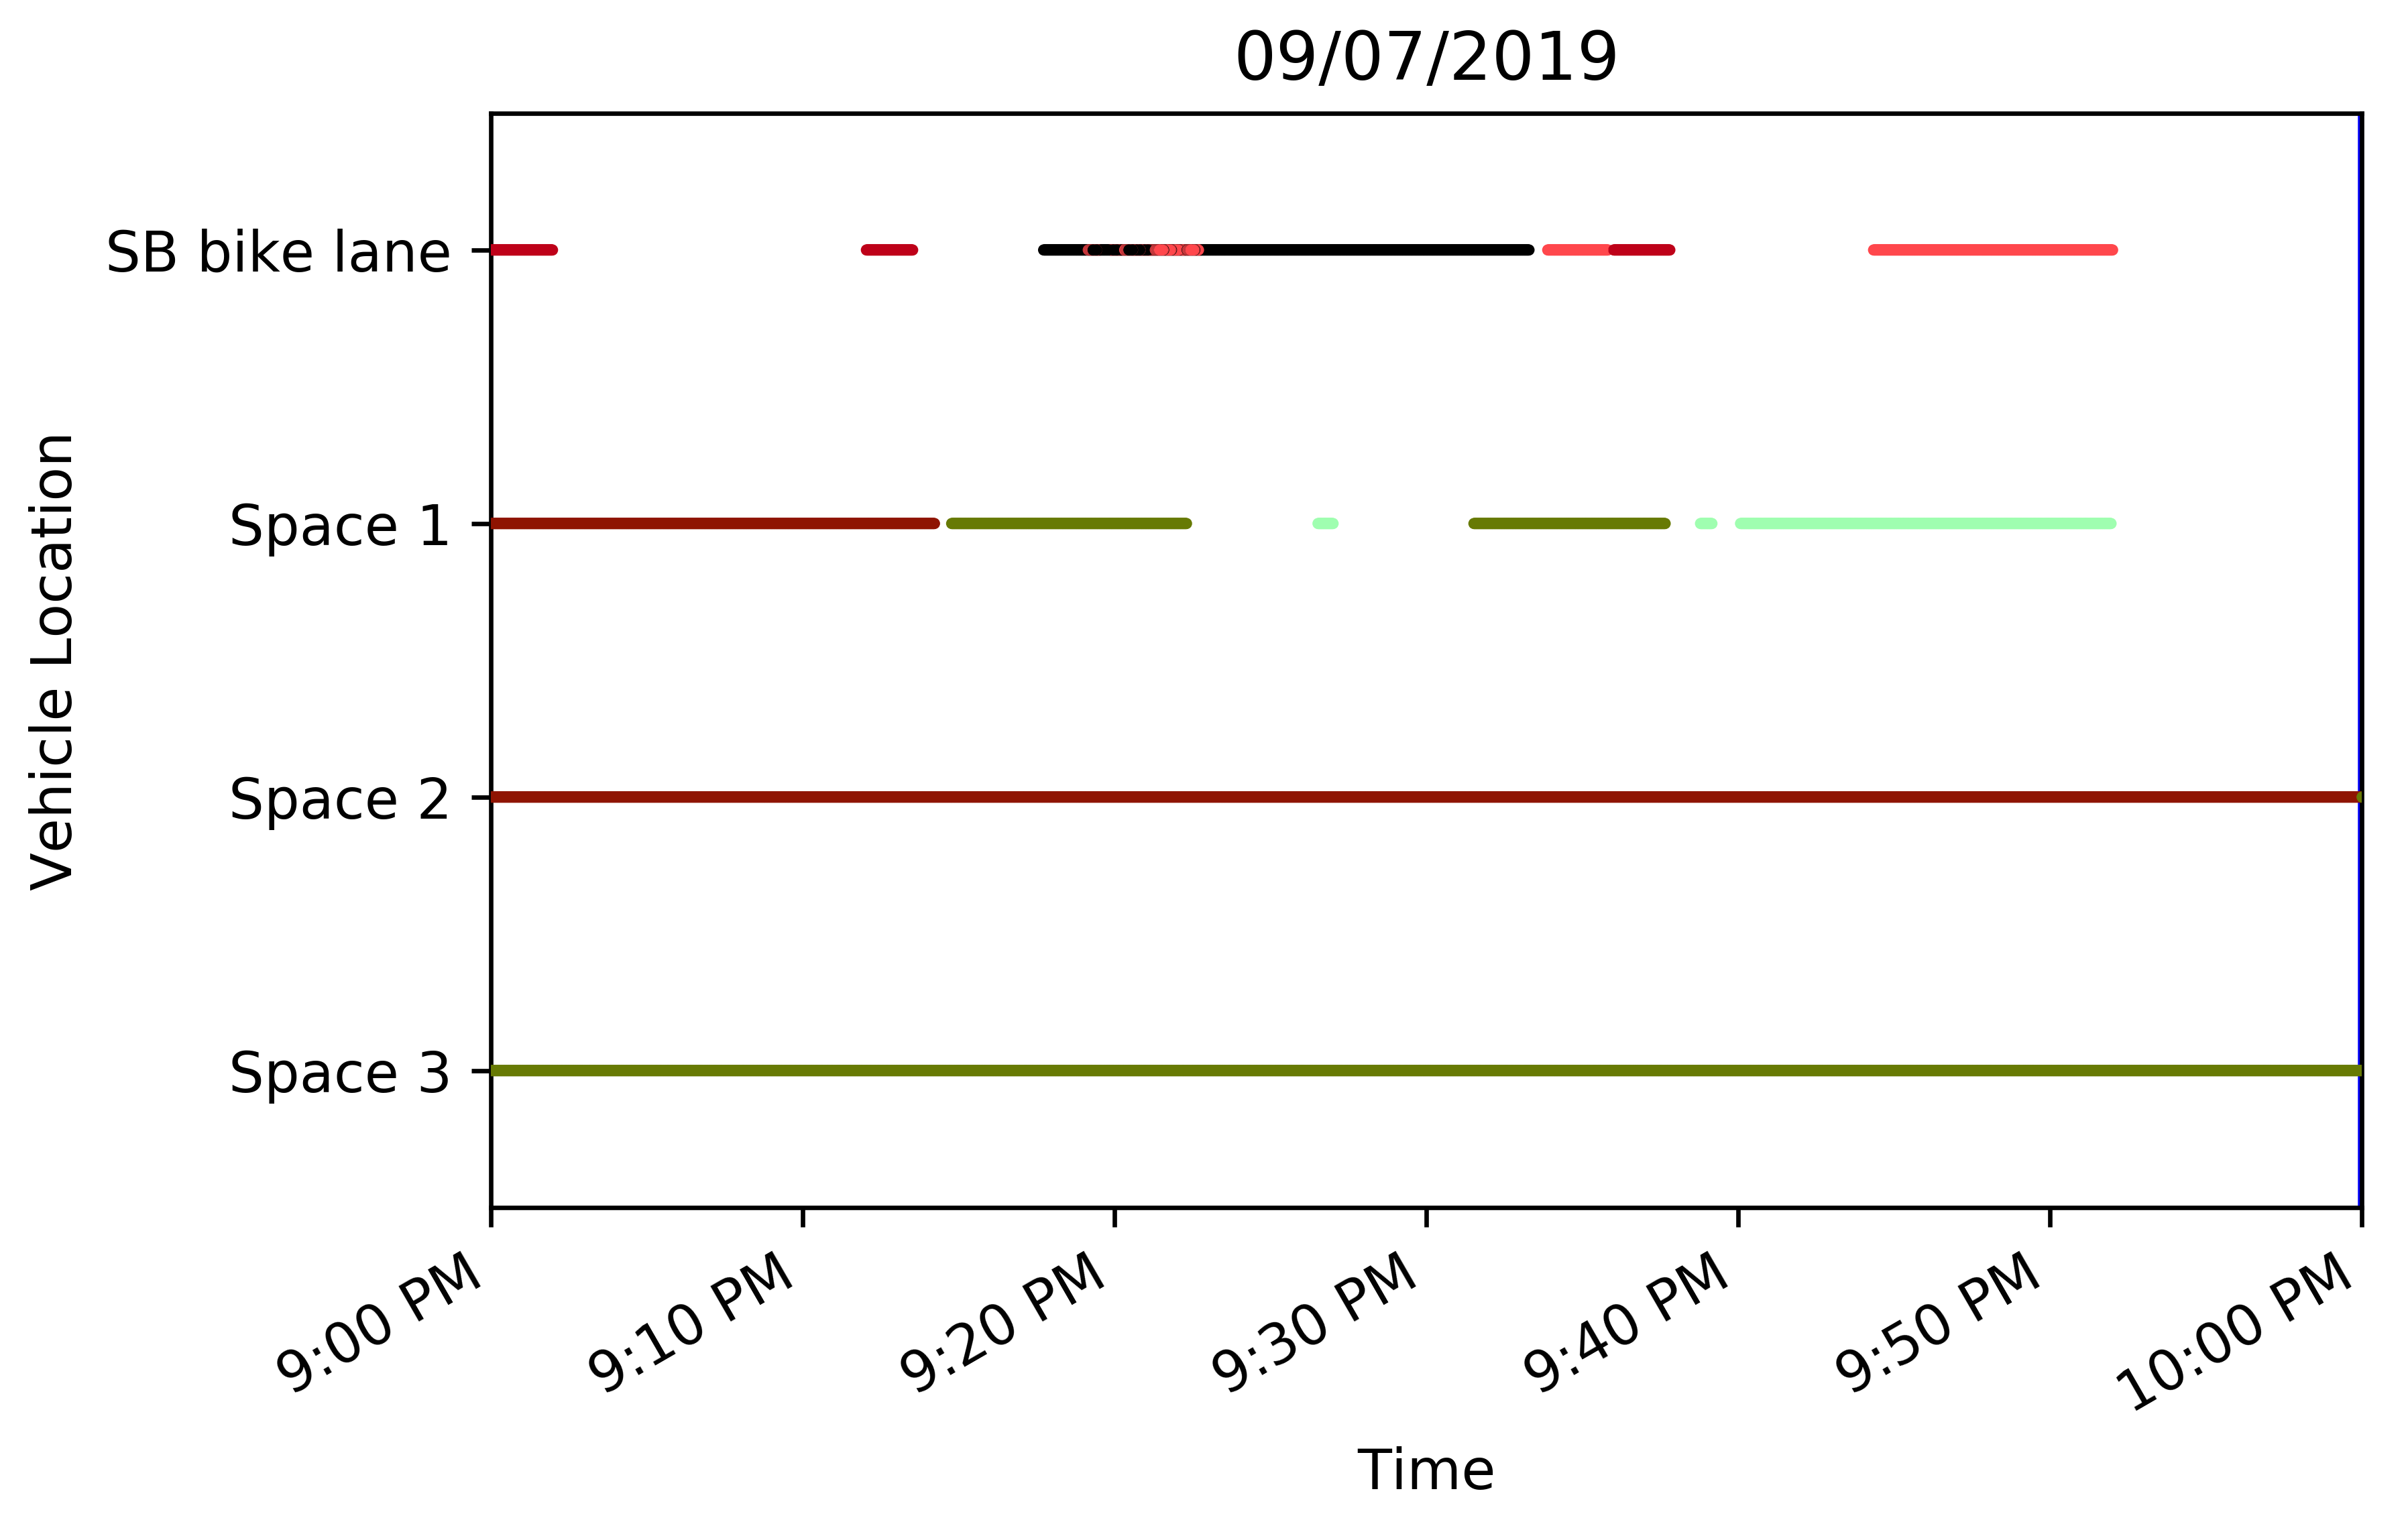 09/07/2019
Vehicle Location
SB bike lane
Space 1
Space 2
Space 3
9:00 PM
9:10 PM
9:20 PM
9:30 PM
9:40 PM
9:50 PM
10:00 PM
Time